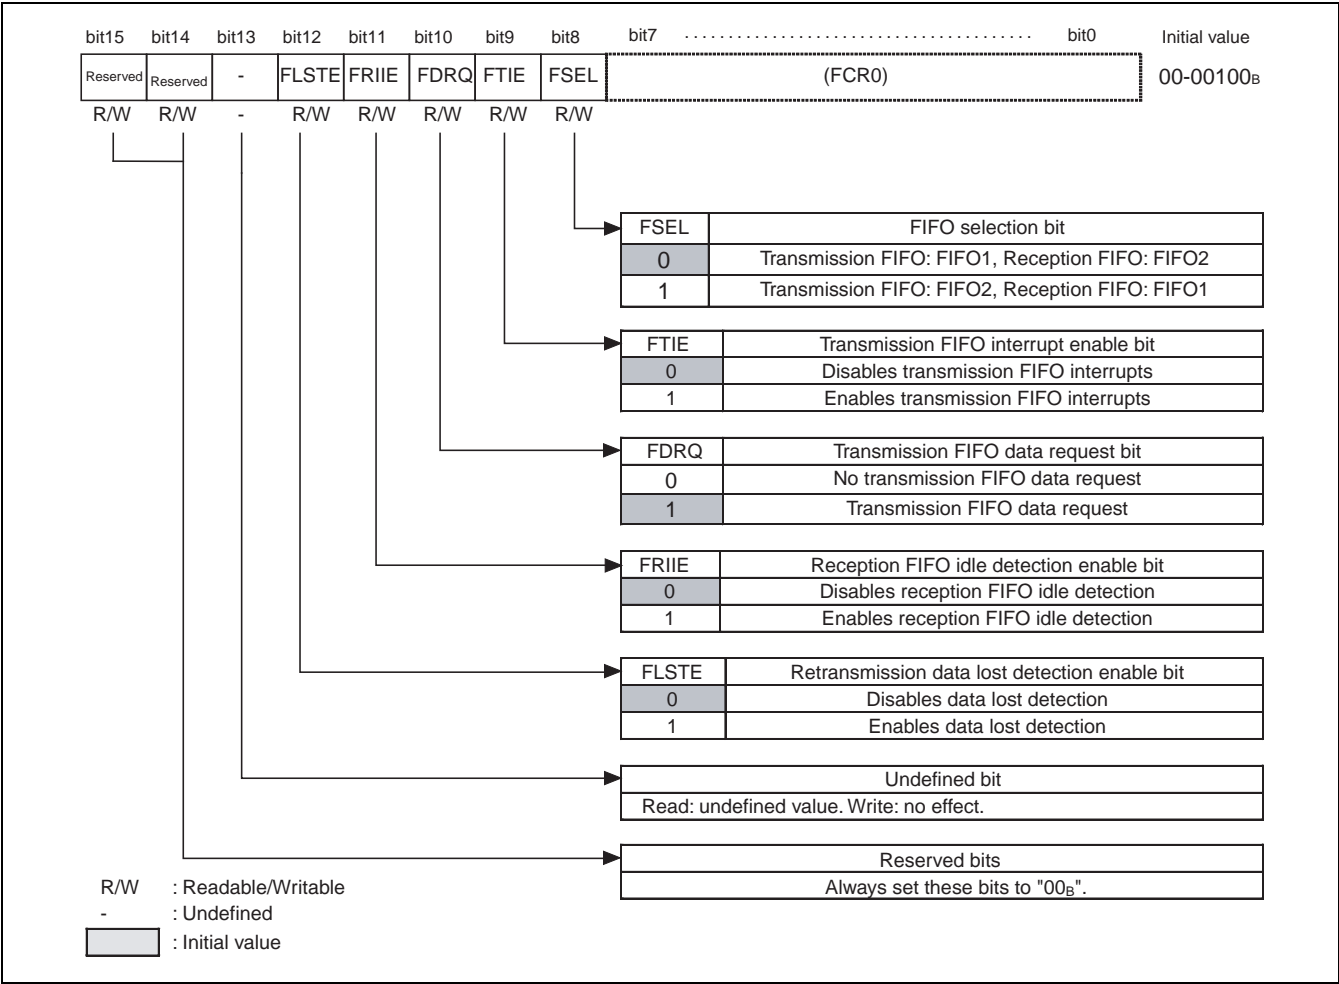 bit15 bit14 bit13 bit12 bit11 bit10 bit9 bit8 bit7 ....................................... bit0 Initial value
Reserved Reserved - FLSTE FRIIE FDRQ FTIE FSEL (FCR0) 00-00100B
R/W R/W - R/W R/W R/W R/W R/W
FSEL FIFO selection bit
0 Transmission FIFO: FIFO1, Reception FIFO: FIFO2
1 Transmission FIFO: FIFO2, Reception FIFO: FIFO1
FTIE Transmission FIFO interrupt enable bit
0 Disables transmission FIFO interrupts
1 Enables transmission FIFO interrupts
FDRQ Transmission FIFO data request bit
0 No transmission FIFO data request
1 Transmission FIFO data request
FRIIE Reception FIFO idle detection enable bit
0 Disables reception FIFO idle detection
1 Enables reception FIFO idle detection
FLSTE Retransmission data lost detection enable bit
0 Disables data lost detection
1 Enables data lost detection
Undefined bit
Read: undefined value. Write: no effect.
Reserved bits
Always set these bits to "00B".
R/W : Readable/Writable
- : Undefined
: Initial value